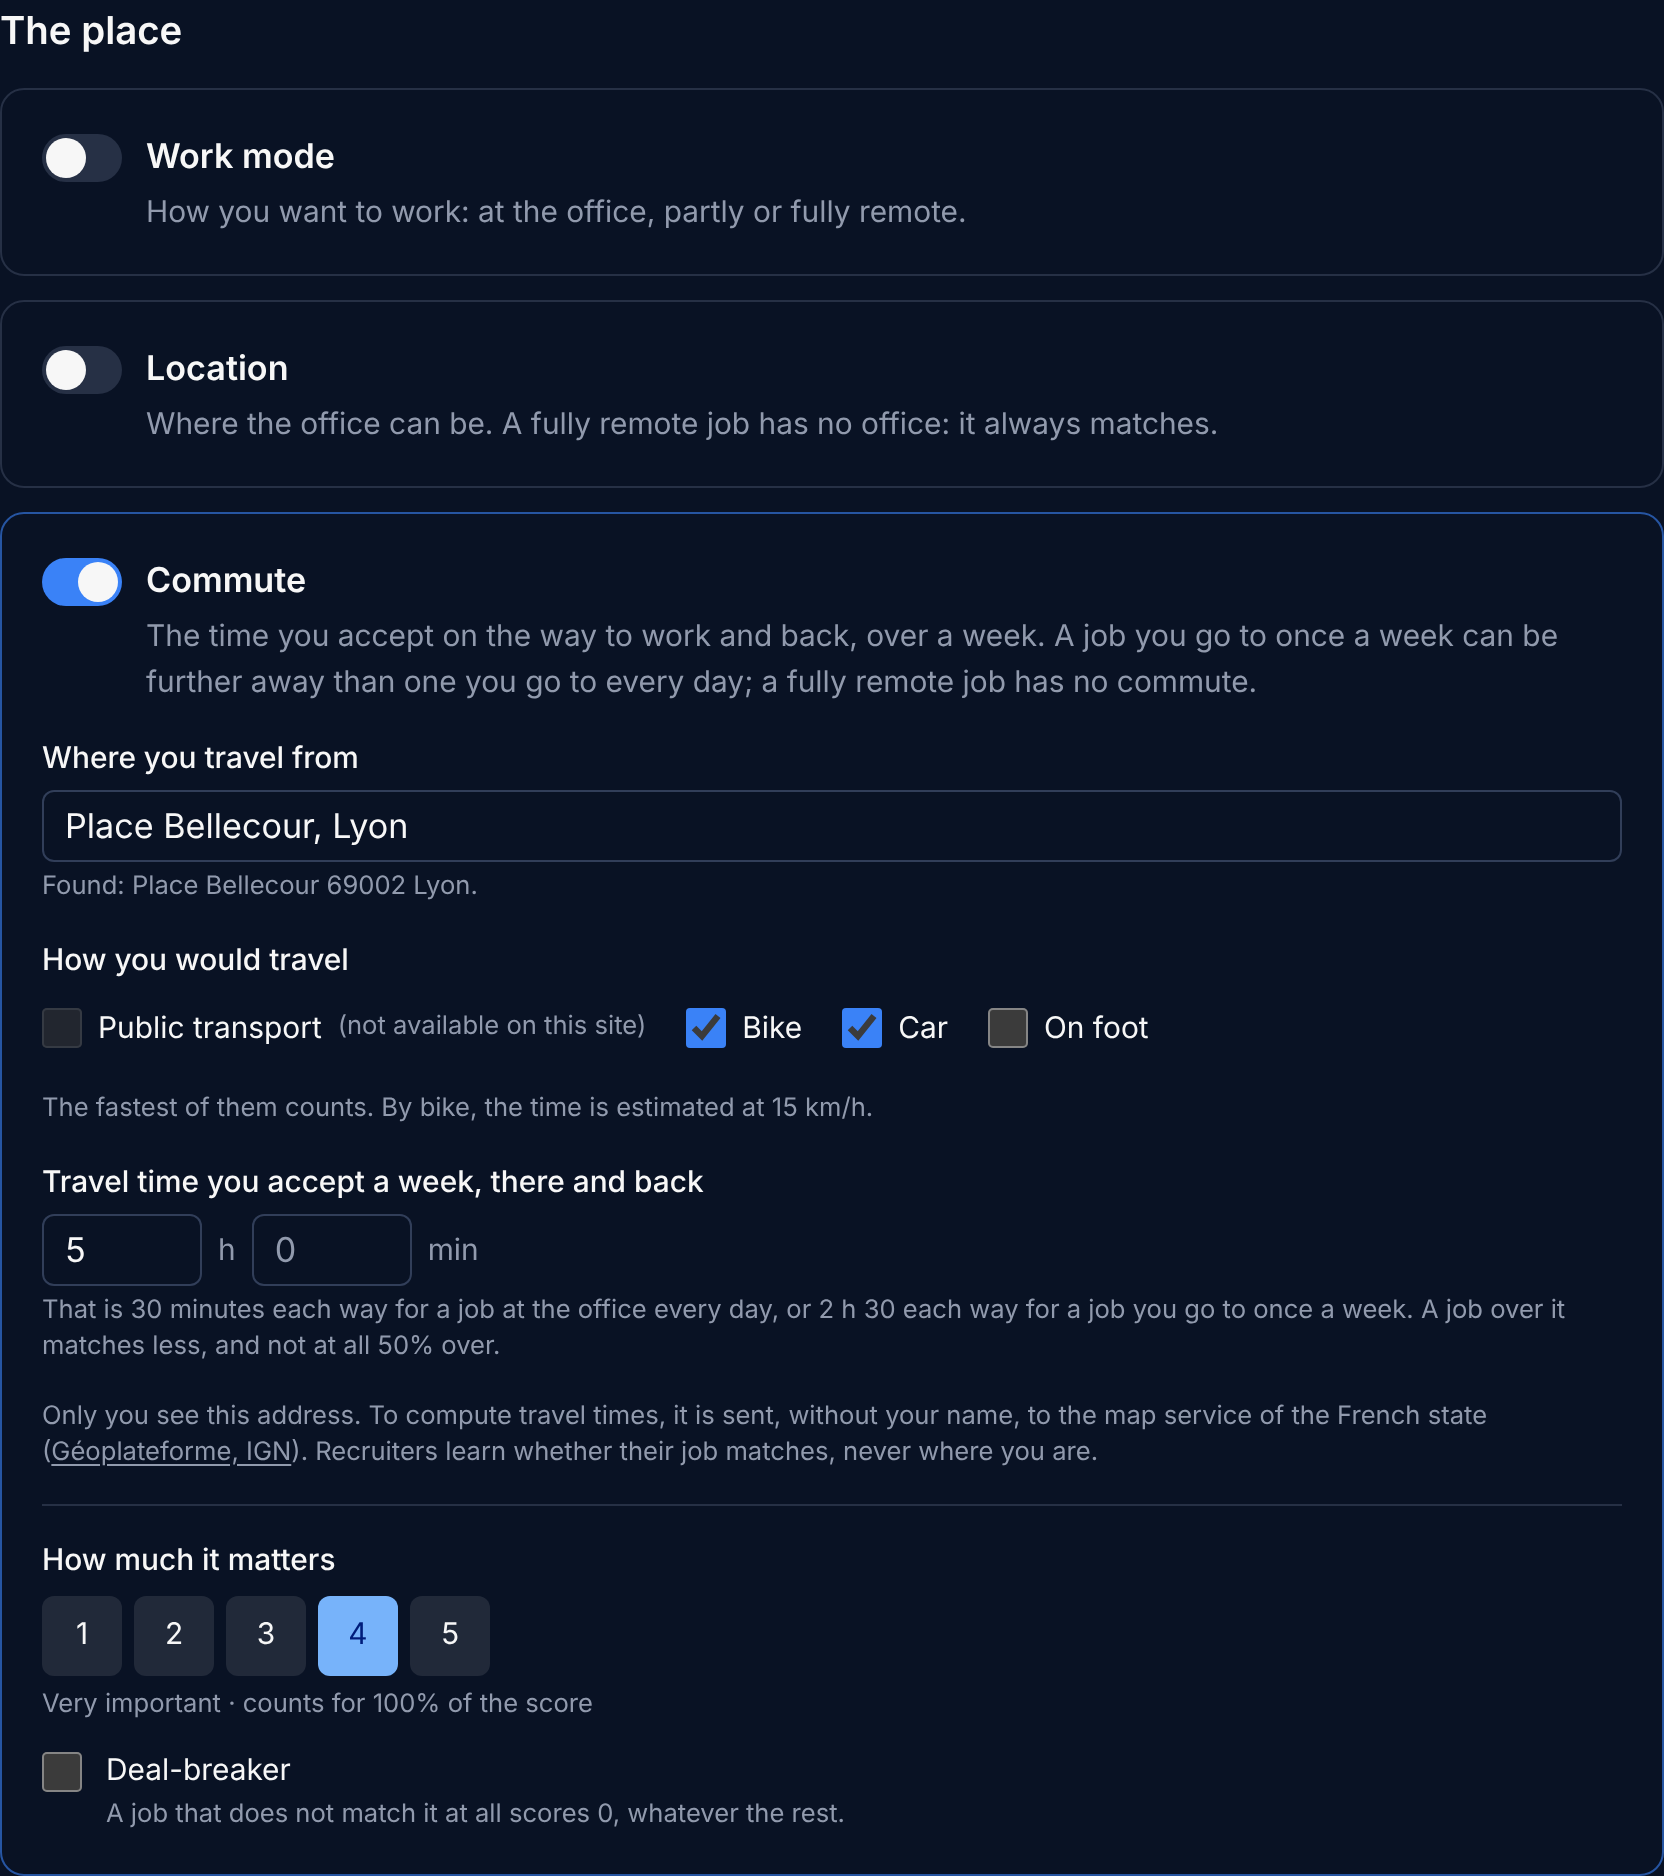 The place
Work mode
How you want to work: at the office, partly or fully remote.
Location
Where the office can be. A fully remote job has no office: it always matches.
Commute
The time you accept on the way to work and back, over a week. A job you go to once a week can be
further away than one you go to every day; a fully remote job has no commute.
Where you travel from
Place Bellecour, Lyon
Found: Place Bellecour 69002 Lyon.
How you would travel
Public transport (not available on this site) Bike Car On foot
The fastest of them counts. By bike, the time is estimated at 15 km/h.
Travel time you accept a week, there and back
5 h 0 min
That is 30 minutes each way for a job at the office every day, or 2 h 30 each way for a job you go to once a week. A job over it
matches less, and not at all 50% over.
Only you see this address. To compute travel times, it is sent, without your name, to the map service of the French state
(Géoplateforme, IGN). Recruiters learn whether their job matches, never where you are.
How much it matters
1 2 3 4 5
Very important · counts for 100% of the score
Deal-breaker
A job that does not match it at all scores 0, whatever the rest.